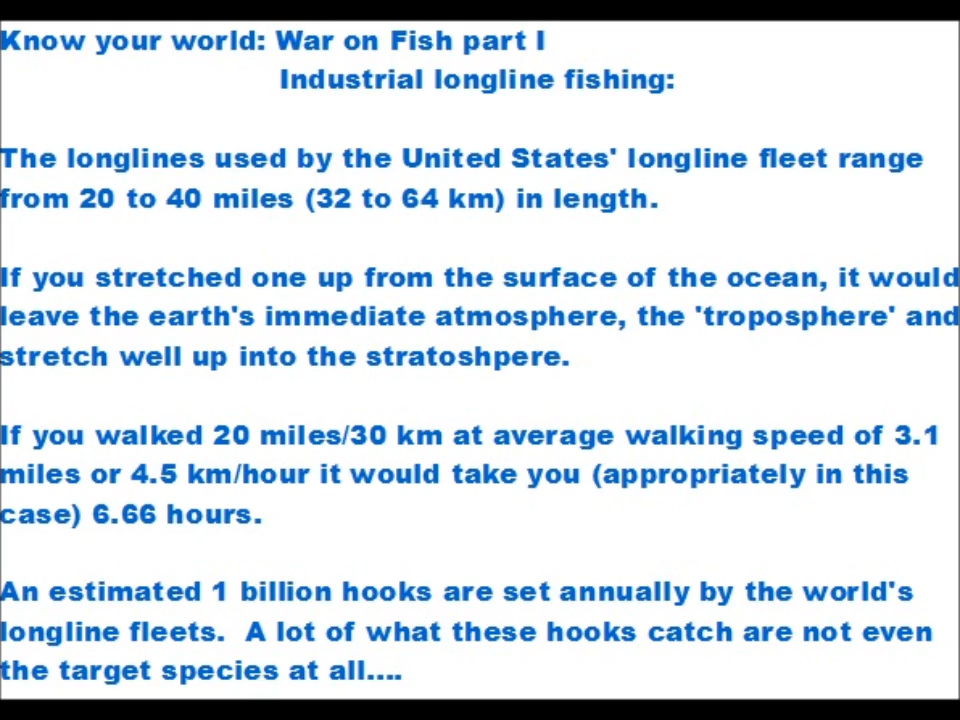 Know your world: War on Fish part I
Industrial longline fishing:
The longlines used by the United States' longline fleet range
from 20 to 40 miles (32 to 64 km) in length.
If you stretched one up from the surface of the ocean, it would
leave the earth's immediate atmosphere, the 'troposphere' and
stretch well up into the stratoshpere.
If you walked 20 miles/30 km at average walking speed of 3.1
miles or 4.5 km/hour it would take you (appropriately in this
case) 6.66 hours.
An estimated 1 billion hooks are set annually by the world's
longline fleets.  A lot of what these hooks catch are not even
the target species at all....